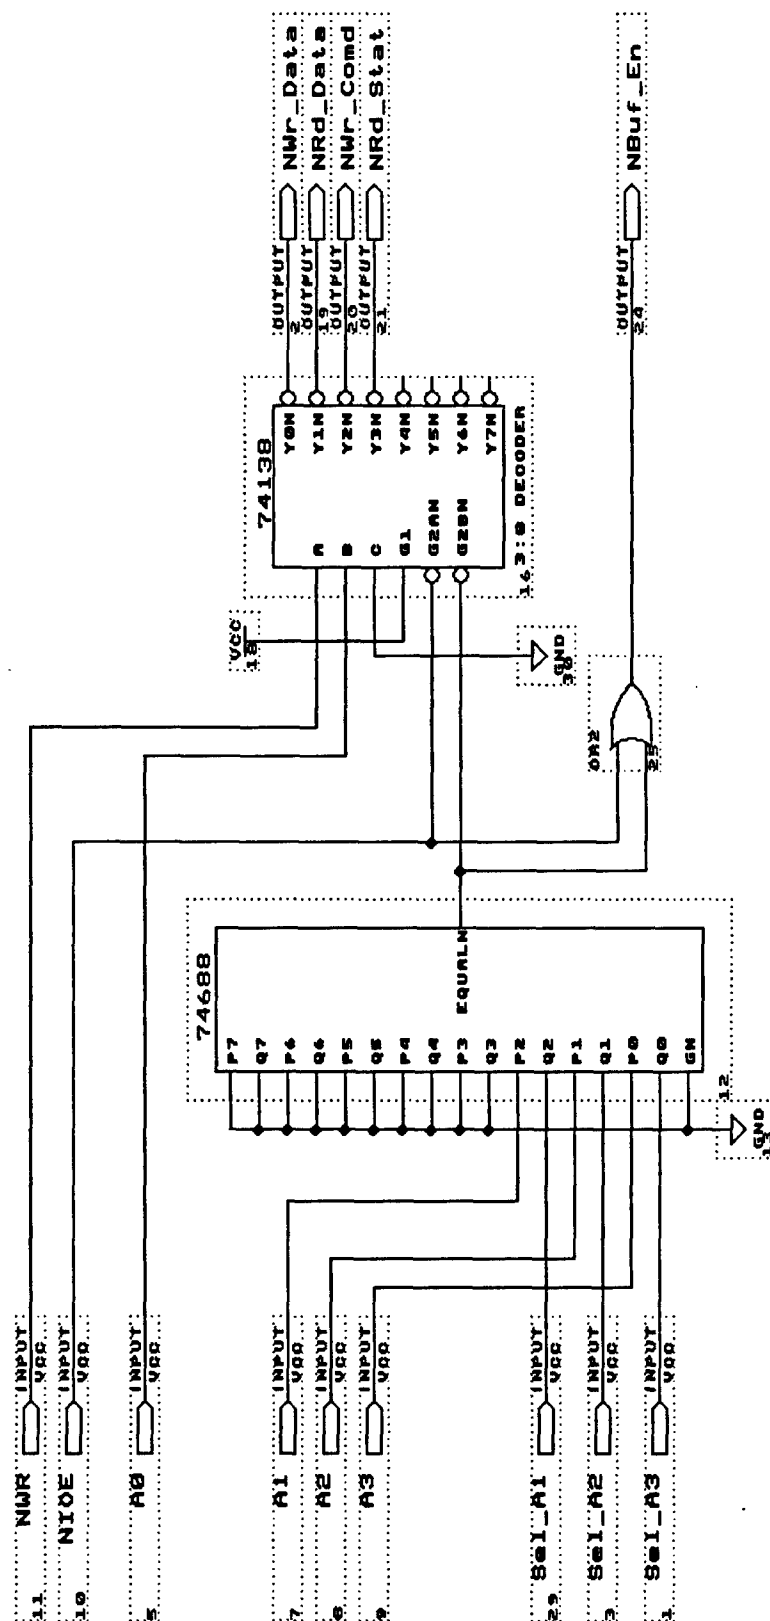 NWR
INPUT
VCC
11
NIOE
INPUT
VCC
10
A0
INPUT
VCC
5
A1
INPUT
VCC
7
A2
INPUT
VCC
8
A3
INPUT
VCC
9
Sel_A1
INPUT
VCC
29
Sel_A2
INPUT
VCC
3
Sel_A3
INPUT
VCC
1
74688
P7
Q7
P6
Q6
P5
Q5
P4
Q4
P3
Q3
P2
Q2
P1
Q1
P0
Q0
GN
EQUALN
12
GND
13
VCC
18
GND
30
74138
A
B
C
G1
G2AN
G2BN
Y0N
Y1N
Y2N
Y3N
Y4N
Y5N
Y6N
Y7N
3:8 DECODER
16
OR2
25
OUTPUT
2
NWr_Data
OUTPUT
19
NRd_Data
OUTPUT
20
NWr_Comd
OUTPUT
21
NRd_Stat
OUTPUT
24
NBuf_En